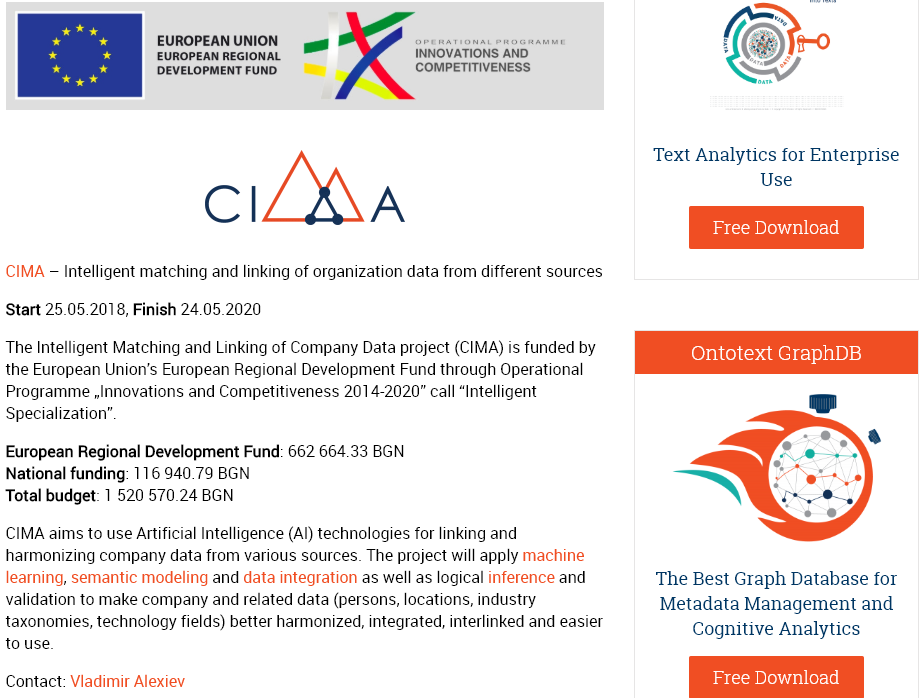 EUROPEAN UNION
EUROPEAN REGIONAL
DEVELOPMENT FUND
OPERATIONAL PROGRAMME
INNOVATIONS AND
COMPETITIVENESS
CIMA
CIMA – Intelligent matching and linking of organization data from different sources
Start 25.05.2018, Finish 24.05.2020
The Intelligent Matching and Linking of Company Data project (CIMA) is funded by
the European Union’s European Regional Development Fund through Operational
Programme „Innovations and Competitiveness 2014-2020” call “Intelligent
Specialization”.
European Regional Development Fund: 662 664.33 BGN
National funding: 116 940.79 BGN
Total budget: 1 520 570.24 BGN
CIMA aims to use Artificial Intelligence (AI) technologies for linking and
harmonizing company data from various sources. The project will apply machine
learning, semantic modeling and data integration as well as logical inference and
validation to make company and related data (persons, locations, industry
taxonomies, technology fields) better harmonized, integrated, interlinked and easier
to use.
Contact: Vladimir Alexiev
DATA
DATA
DATA
DATA
DATA
Text Analytics for Enterprise
Use
Free Download
Ontotext GraphDB
The Best Graph Database for
Metadata Management and
Cognitive Analytics
Free Download